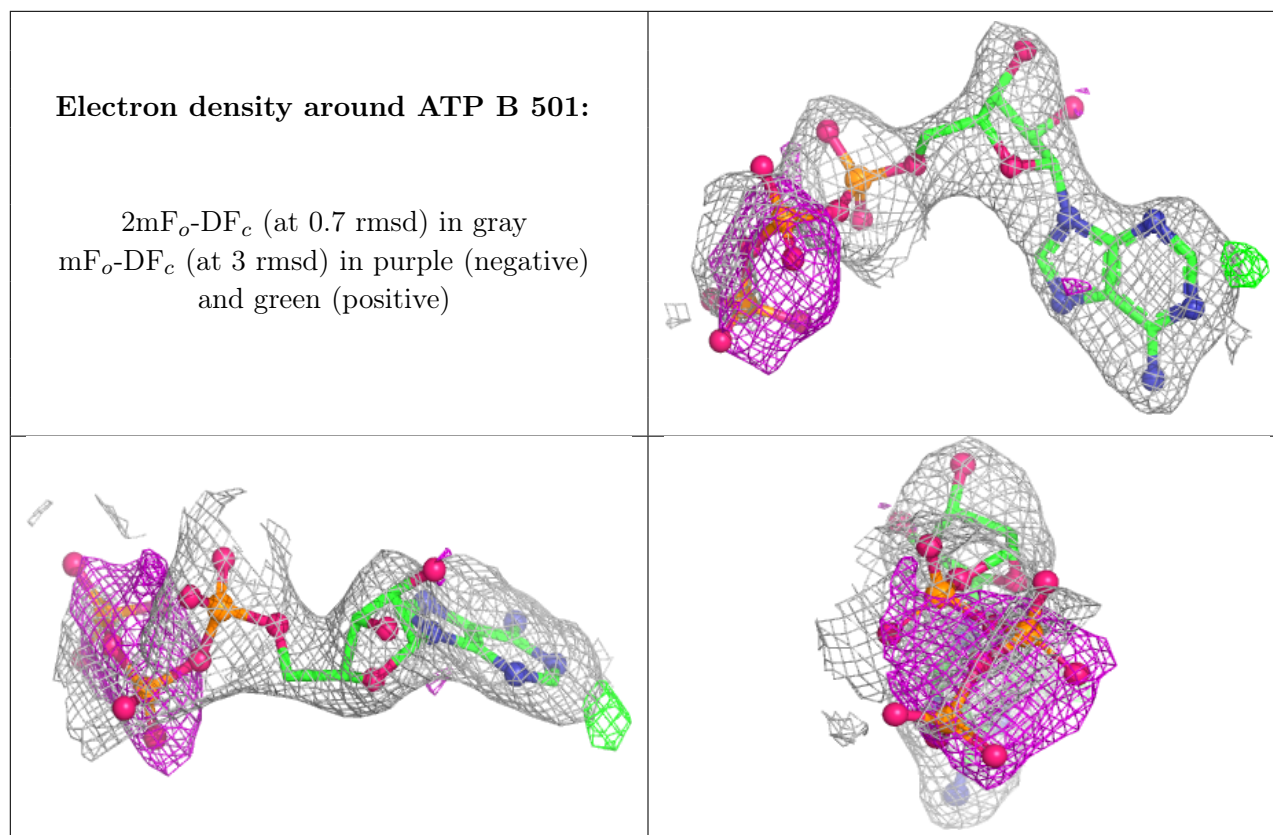 Electron density around ATP B 501:
2mFo-DFc (at 0.7 rmsd) in gray
mFo-DFc (at 3 rmsd) in purple (negative)
and green (positive)